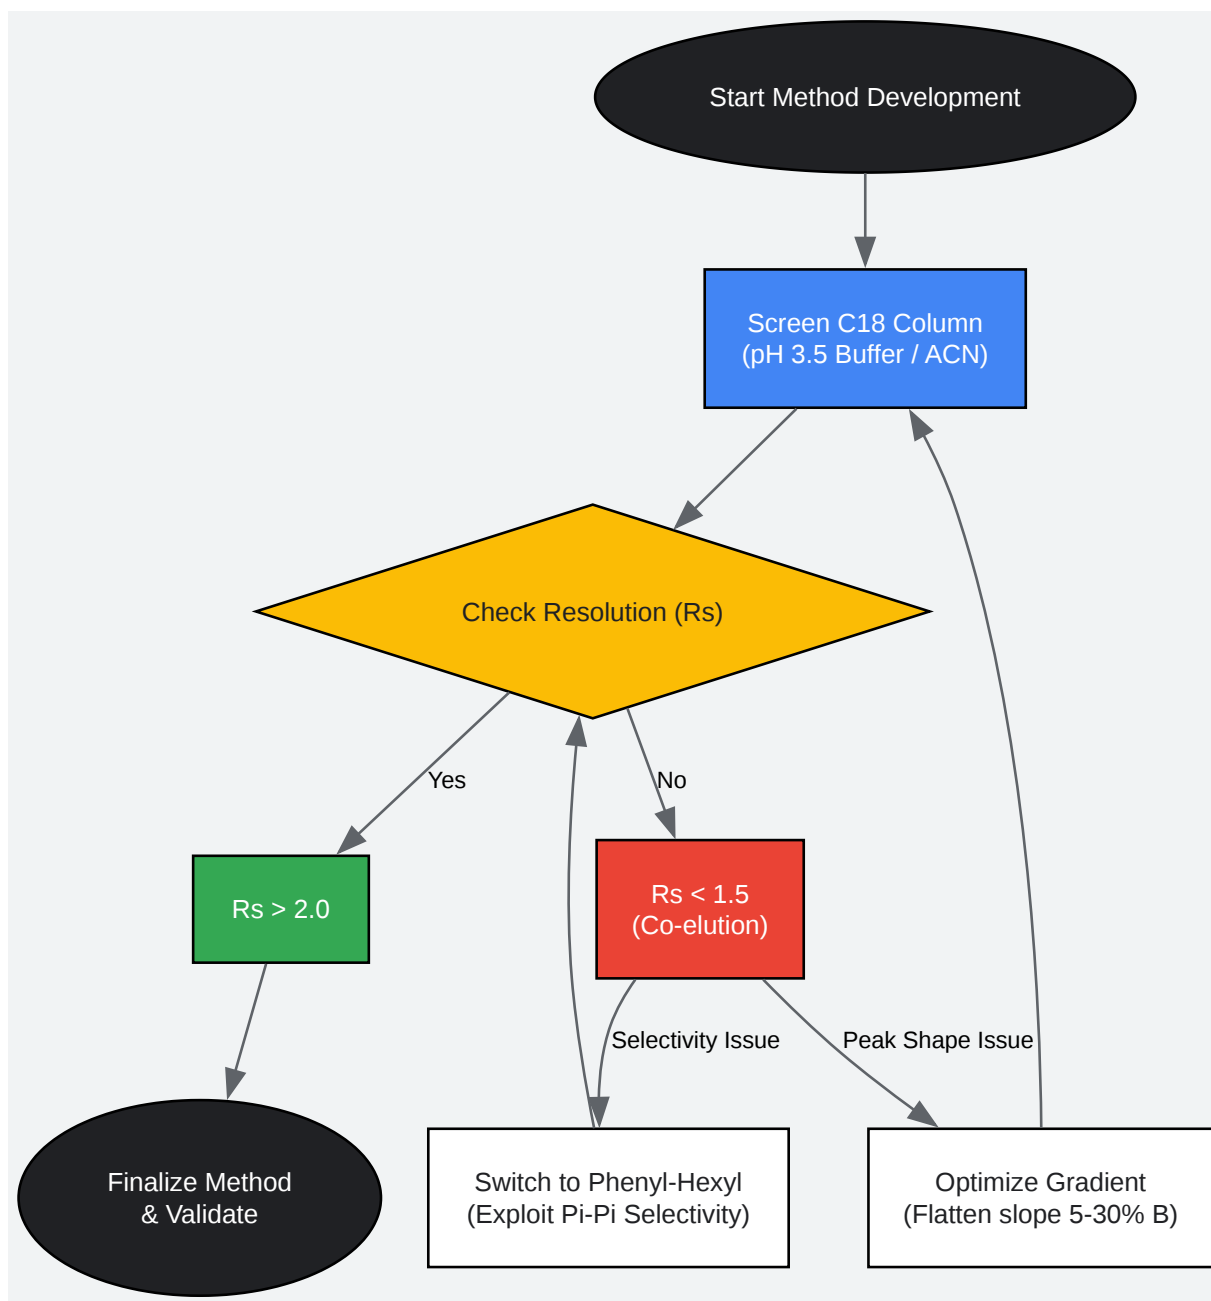 Start Method Development
Screen C18 Column
(pH 3.5 Buffer / ACN)
Check Resolution (Rs)
Yes
No
Rs > 2.0
Rs < 1.5
(Co-elution)
Selectivity Issue
Peak Shape Issue
Finalize Method
& Validate
Switch to Phenyl-Hexyl
(Exploit Pi-Pi Selectivity)
Optimize Gradient
(Flatten slope 5-30% B)